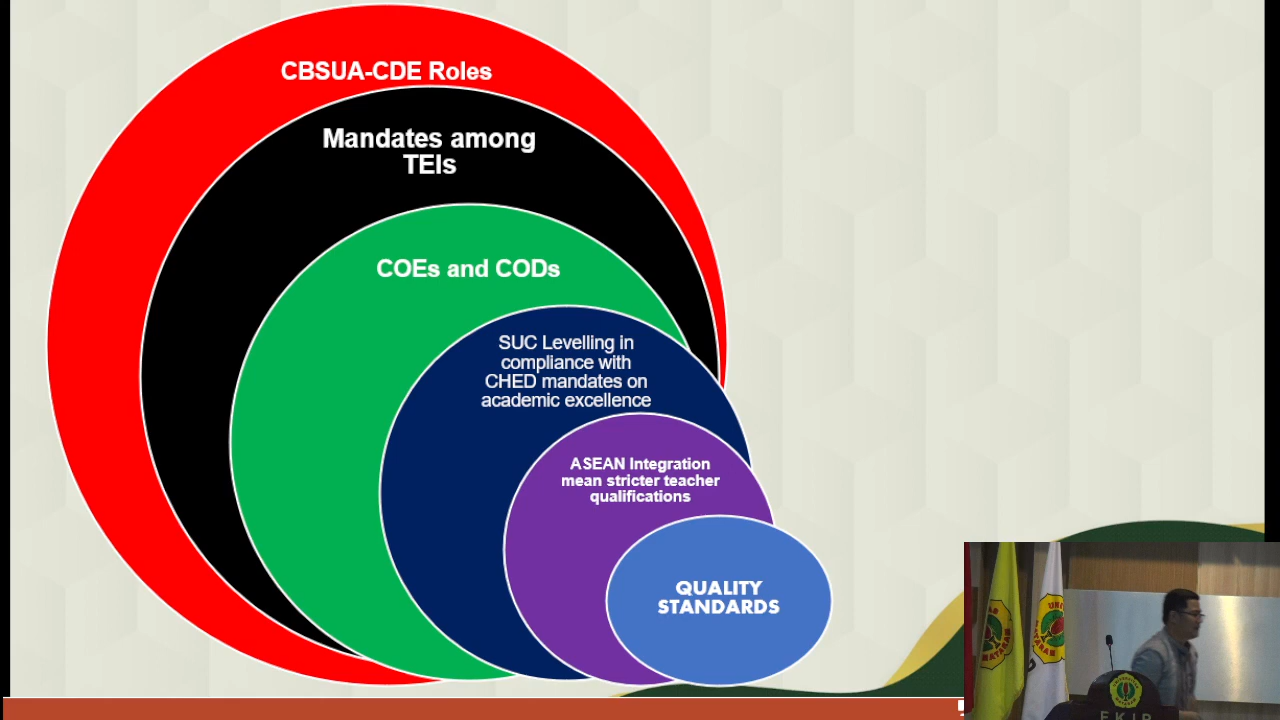 CBSUA-CDE Roles
Mandates among
TEIs
COEs and CODs
SUC Levelling in
compliance with
CHED mandates on
academic excellence
ASEAN Integration
mean stricter teacher
qualifications
QUALITY
STANDARDS
FKIP